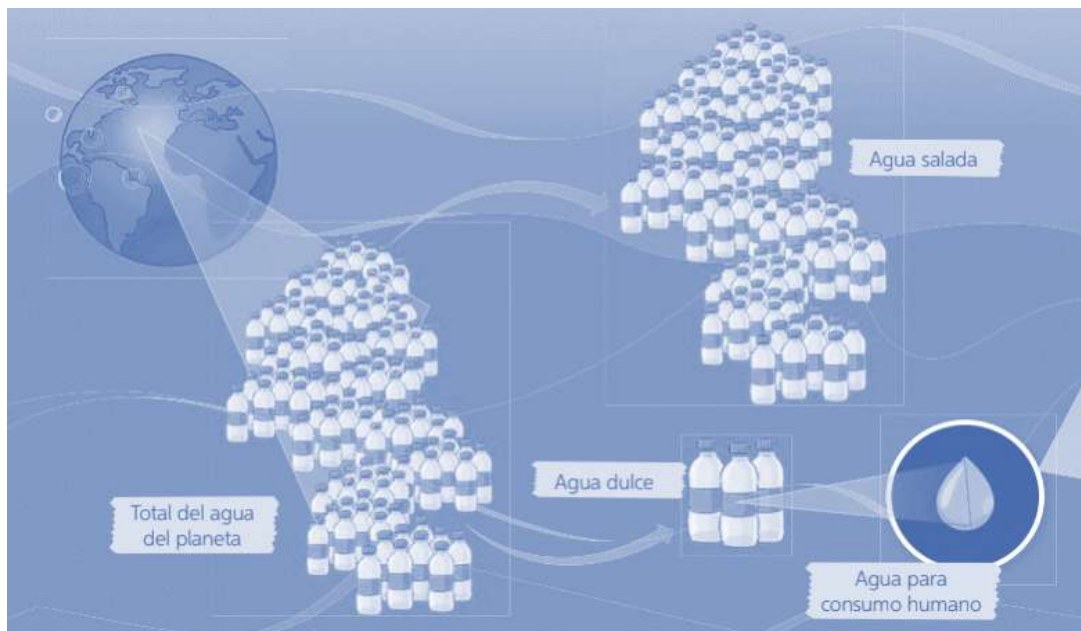 Agua salada
Total del agua
del planeta
Agua dulce
Agua para
consumo humano